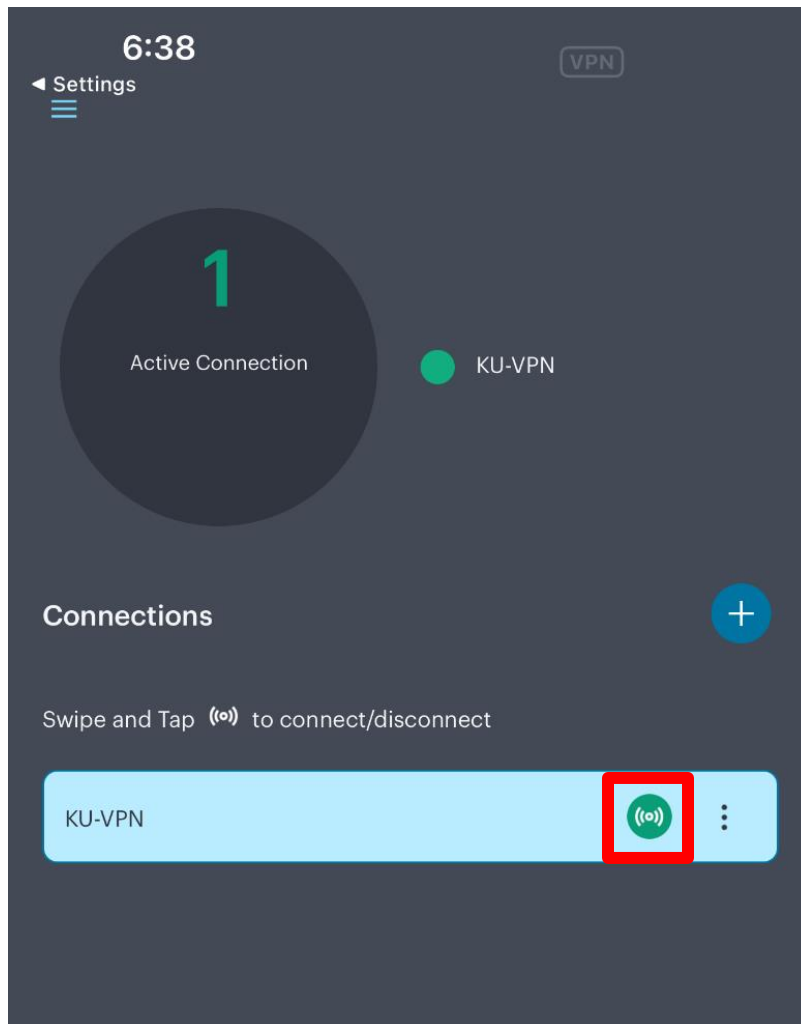 6:38
VPN
Settings
1
Active Connection
KU-VPN
Connections
Swipe and Tap to connect/disconnect
KU-VPN